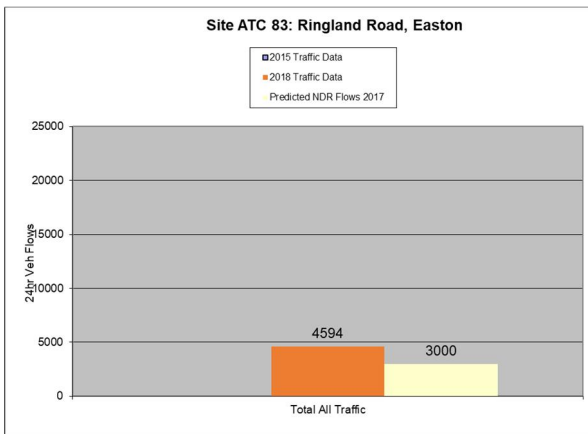 Site ATC 83: Ringland Road, Easton
2015 Traffic Data
2018 Traffic Data
Predicted NDR Flows 2017
25000
20000
15000
10000
5000
0
24hr Veh Flows
4594
3000
Total All Traffic